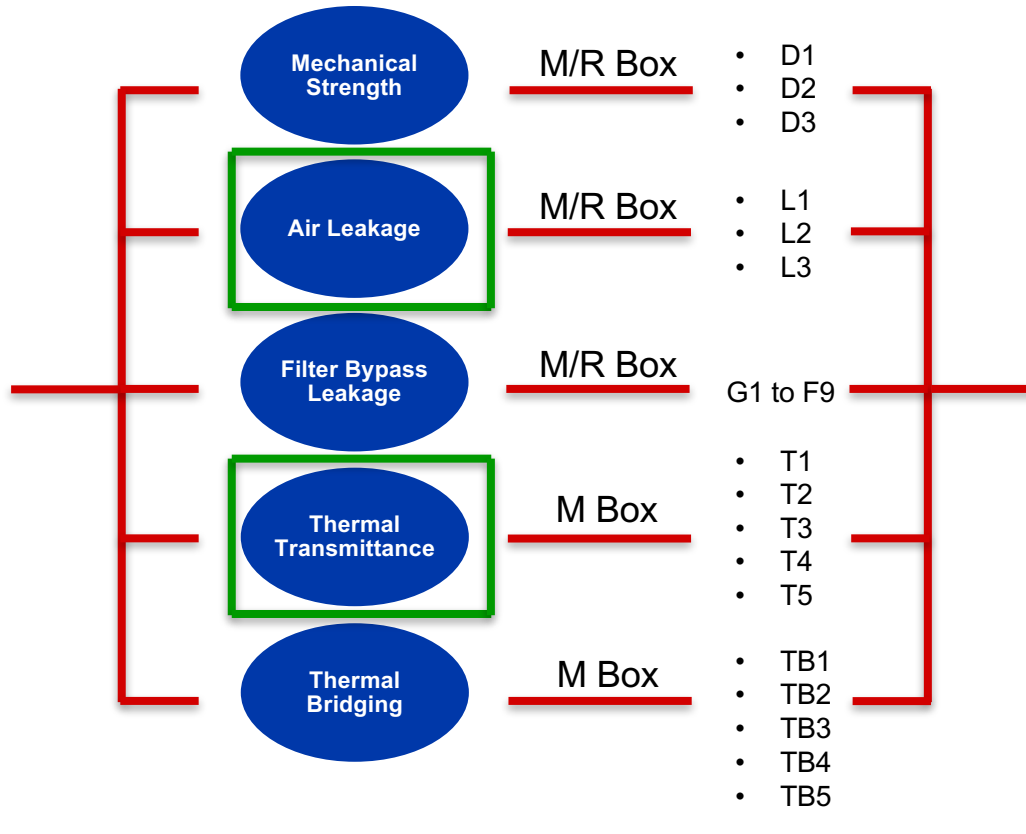 Mechanical
Strength
M/R Box
• D1
• D2
• D3
Air Leakage
M/R Box
• L1
• L2
• L3
Filter Bypass
Leakage
M/R Box
G1 to F9
Thermal
Transmittance
M Box
• T1
• T2
• T3
• T4
• T5
Thermal
Bridging
M Box
• TB1
• TB2
• TB3
• TB4
• TB5